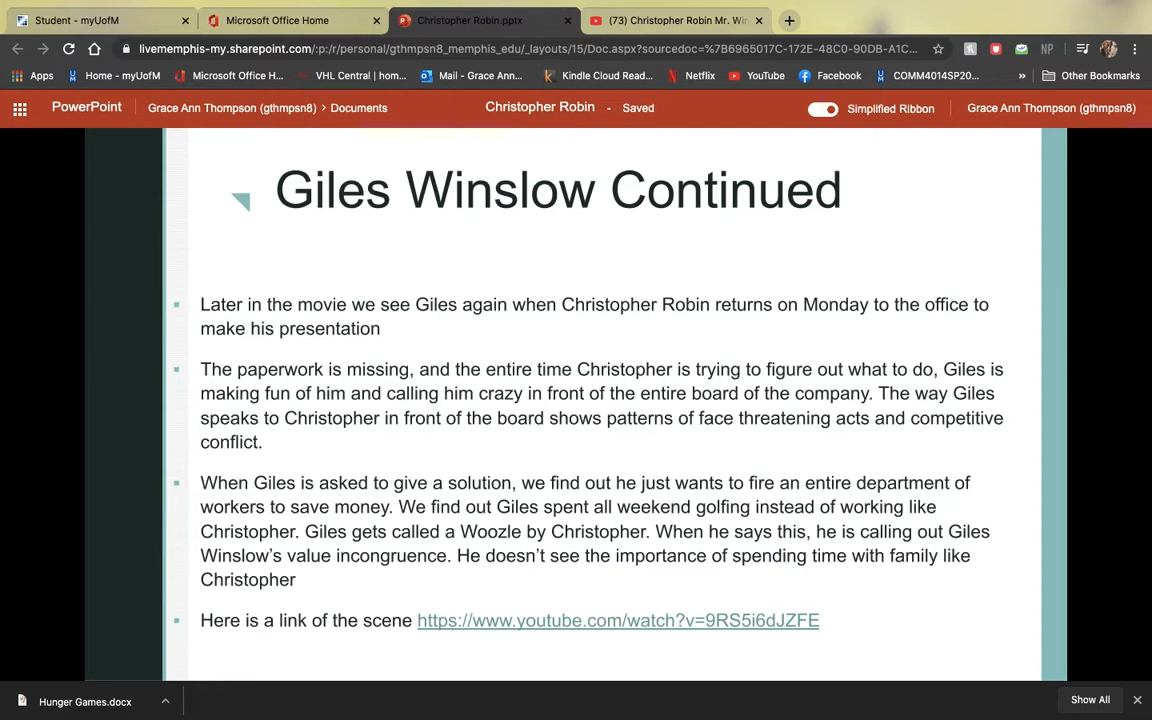 Student - myUofM
Microsoft Office Home
Christopher Robin.pptx
(73) Christopher Robin Mr. Win
livememphis-my.sharepoint.com/:p:/r/personal/gthmpsn8_memphis_edu/_layouts/15/Doc.aspx?sourcedoc=%7B6965017C-172E-48C0-90DB-A1C...
NP
Apps
Home - myUofM
Microsoft Office H...
VHL Central | hom...
Mail - Grace Ann...
Kindle Cloud Read...
Netflix
YouTube
Facebook
COMM4014SP20...
»
Other Bookmarks
PowerPoint
Grace Ann Thompson (gthmpsn8) > Documents
Christopher Robin - Saved
Simplified Ribbon
Grace Ann Thompson (gthmpsn8)
Giles Winslow Continued
Later in the movie we see Giles again when Christopher Robin returns on Monday to the office to
make his presentation
The paperwork is missing, and the entire time Christopher is trying to figure out what to do, Giles is
making fun of him and calling him crazy in front of the entire board of the company. The way Giles
speaks to Christopher in front of the board shows patterns of face threatening acts and competitive
conflict.
When Giles is asked to give a solution, we find out he just wants to fire an entire department of
workers to save money. We find out Giles spent all weekend golfing instead of working like
Christopher. Giles gets called a Woozle by Christopher. When he says this, he is calling out Giles
Winslow's value incongruence. He doesn't see the importance of spending time with family like
Christopher
Here is a link of the scene https://www.youtube.com/watch?v=9RS5i6dJZFE
Hunger Games.docx
Show All